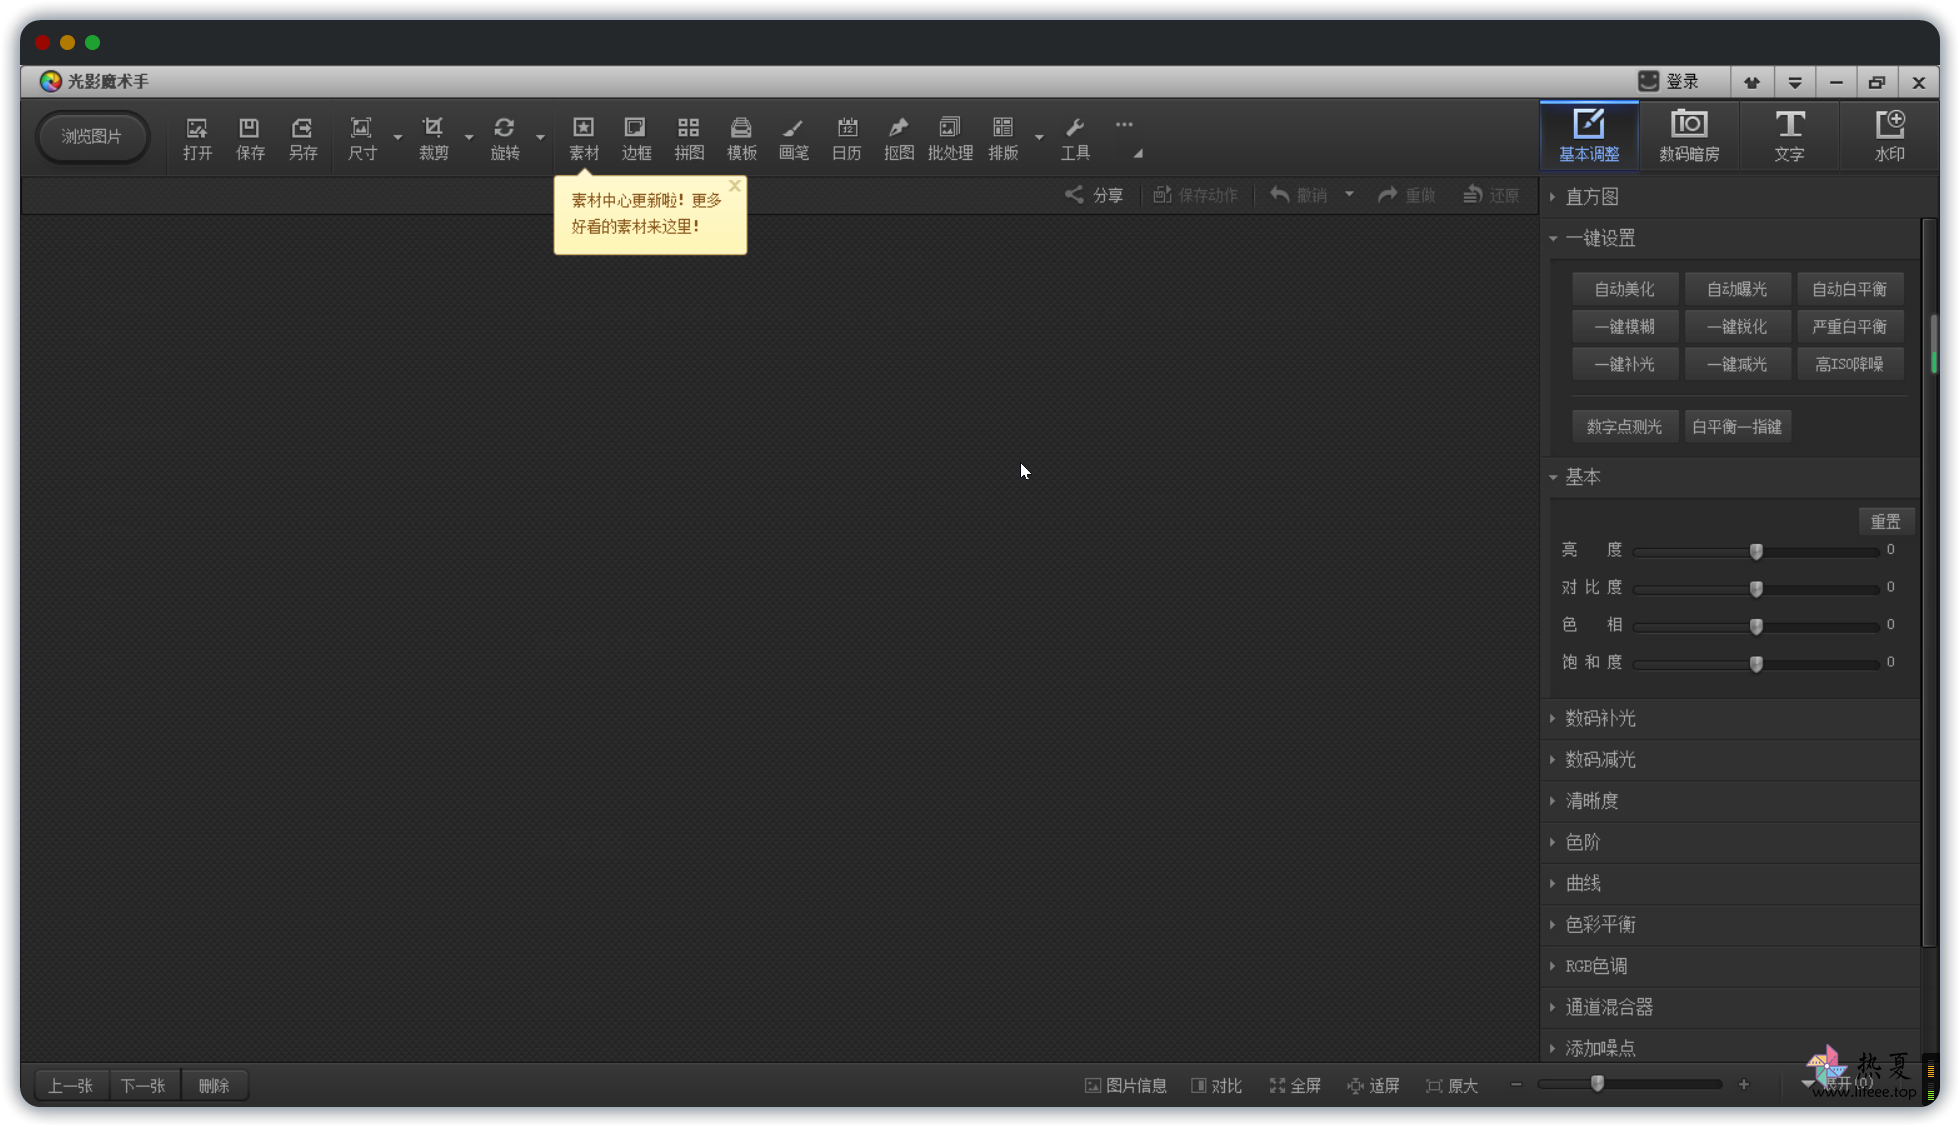 光影魔术手
登录
浏览图片
打开 保存 另存 尺寸 裁剪 旋转 素材 边框 拼图 模板 画笔 日历 抠图 批处理 排版 工具
基本调整 数码暗房 文字 水印
素材中心更新啦！更多
好看的素材来这里！
分享 保存动作 撤销 重做 还原
直方图
一键设置
自动美化 自动曝光 自动白平衡
一键模糊 一键锐化 严重白平衡
一键补光 一键减光 高ISO降噪
数字点测光 白平衡一指键
基本
重置
亮度 0
对比度 0
色相 0
饱和度 0
数码补光
数码减光
清晰度
色阶
曲线
色彩平衡
RGB色调
通道混合器
添加噪点
上一张 下一张 删除
图片信息 对比 全屏 适屏 原大
展开(0)
热夏
www.lifeee.top